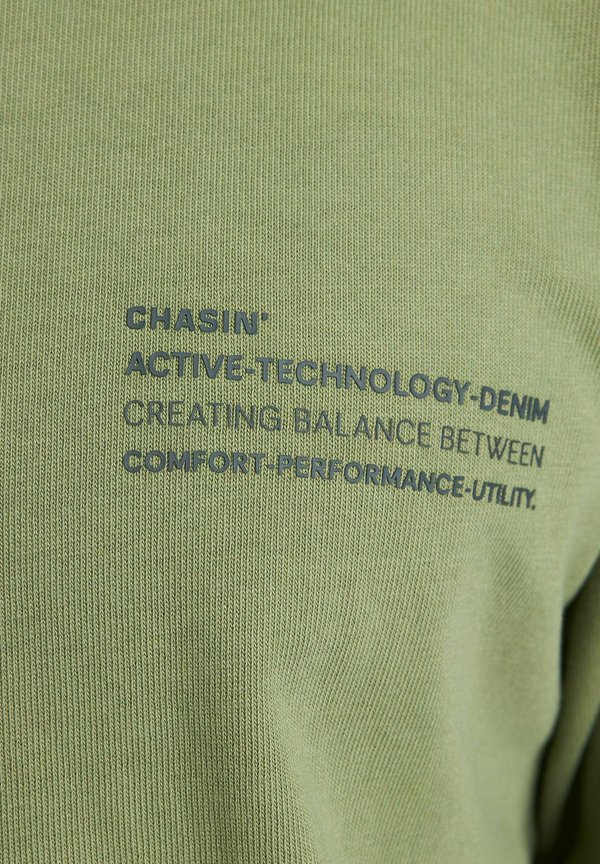 CHASIN'
ACTIVE-TECHNOLOGY-DENIM
CREATING BALANCE BETWEEN
COMFORT-PERFORMANCE-UTILITY.